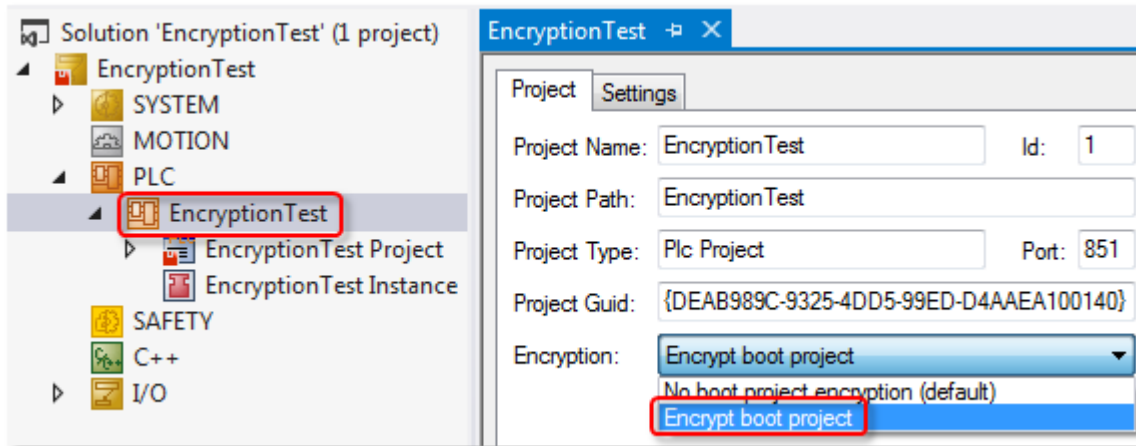 Solution 'EncryptionTest' (1 project)
EncryptionTest
SYSTEM
MOTION
PLC
EncryptionTest
EncryptionTest Project
EncryptionTest Instance
SAFETY
C++
I/O
EncryptionTest
Project Settings
Project Name: EncryptionTest Id: 1
Project Path: EncryptionTest
Project Type: Plc Project Port: 851
Project Guid: {DEAB989C-9325-4DD5-99ED-D4AAEA100140}
Encryption: Encrypt boot project
No boot project encryption (default)
Encrypt boot project